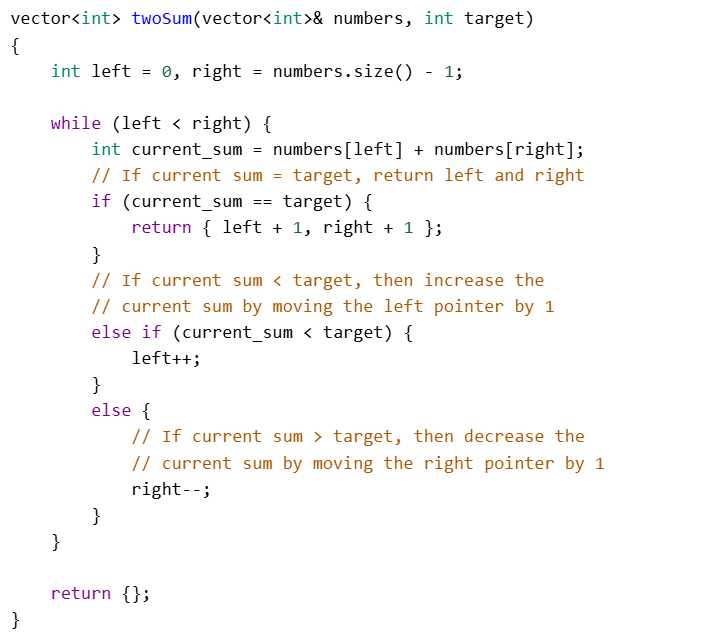 vector<int> twoSum(vector<int>& numbers, int target)
{
    int left = 0, right = numbers.size() - 1;

    while (left < right) {
        int current_sum = numbers[left] + numbers[right];
        // If current sum = target, return left and right
        if (current_sum == target) {
            return { left + 1, right + 1 };
        }
        // If current sum < target, then increase the
        // current sum by moving the left pointer by 1
        else if (current_sum < target) {
            left++;
        }
        else {
            // If current sum > target, then decrease the
            // current sum by moving the right pointer by 1
            right--;
        }
    }

    return {};
}